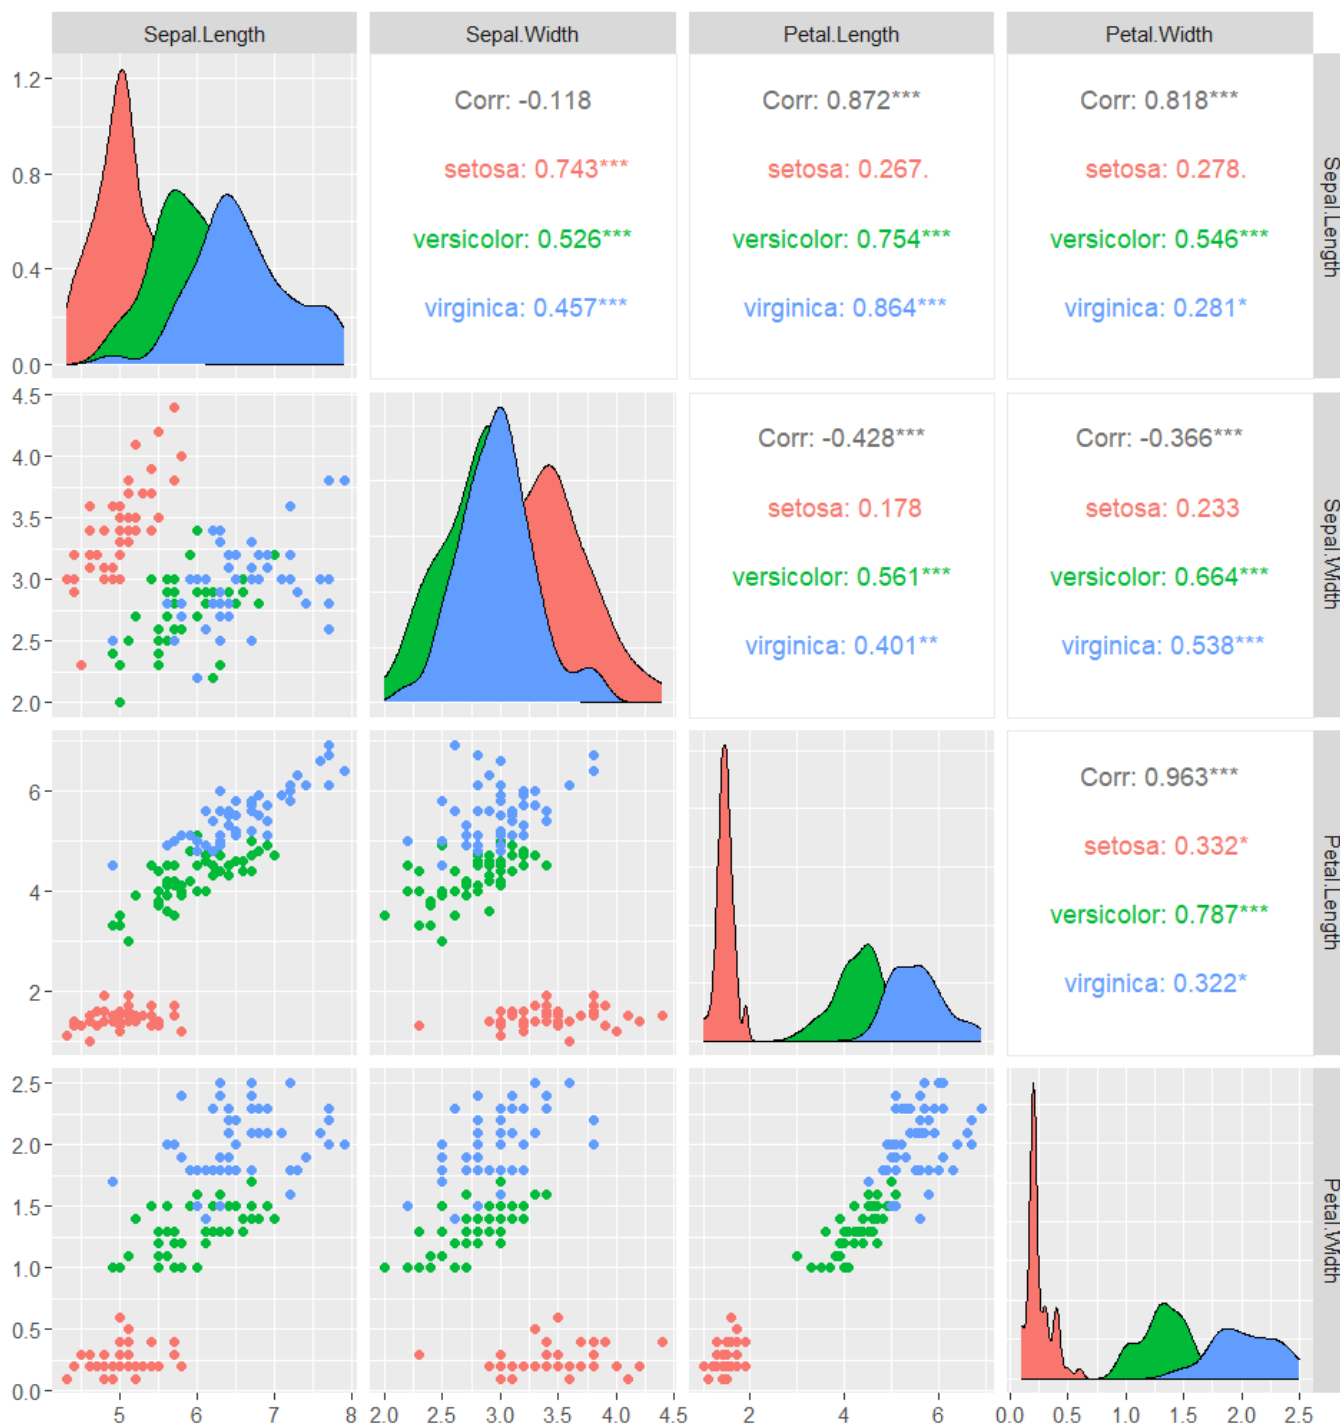 Sepal.Length Sepal.Width Petal.Length Petal.Width
1.2
0.8
0.4
0.0
Corr: -0.118
setosa: 0.743***
versicolor: 0.526***
virginica: 0.457***
Corr: 0.872***
setosa: 0.267.
versicolor: 0.754***
virginica: 0.864***
Corr: 0.818***
setosa: 0.278.
versicolor: 0.546***
virginica: 0.281*
Sepal.Length
4.5
4.0
3.5
3.0
2.5
2.0
Corr: -0.428***
setosa: 0.178
versicolor: 0.561***
virginica: 0.401**
Corr: -0.366***
setosa: 0.233
versicolor: 0.664***
virginica: 0.538***
Sepal.Width
6
4
2
Corr: 0.963***
setosa: 0.332*
versicolor: 0.787***
virginica: 0.322*
Petal.Length
2.5
2.0
1.5
1.0
0.5
0.0
Petal.Width
5 6 7 8 2.0 2.5 3.0 3.5 4.0 4.5 2 4 6 0.0 0.5 1.0 1.5 2.0 2.5